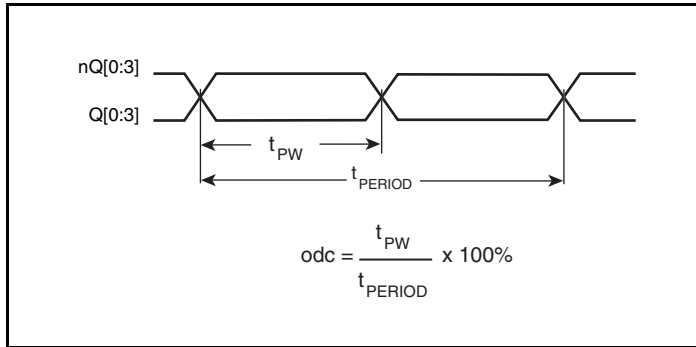 nQ[0:3]
Q[0:3]
tPW
tPERIOD
odc = tPW / tPERIOD x 100%